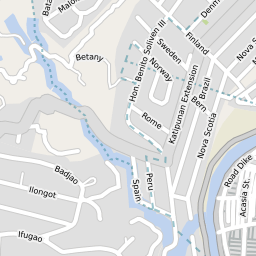 Denm
Finland
Sweden
Norway
Hon. Benito Soliven III
Betany
Rome
Katipunan Extension
Bern
Brazil
Nova S
Nova Scotia
Peru
Spain
Badjao
Ilongot
Ifugao
Road Dike
Acasia St.